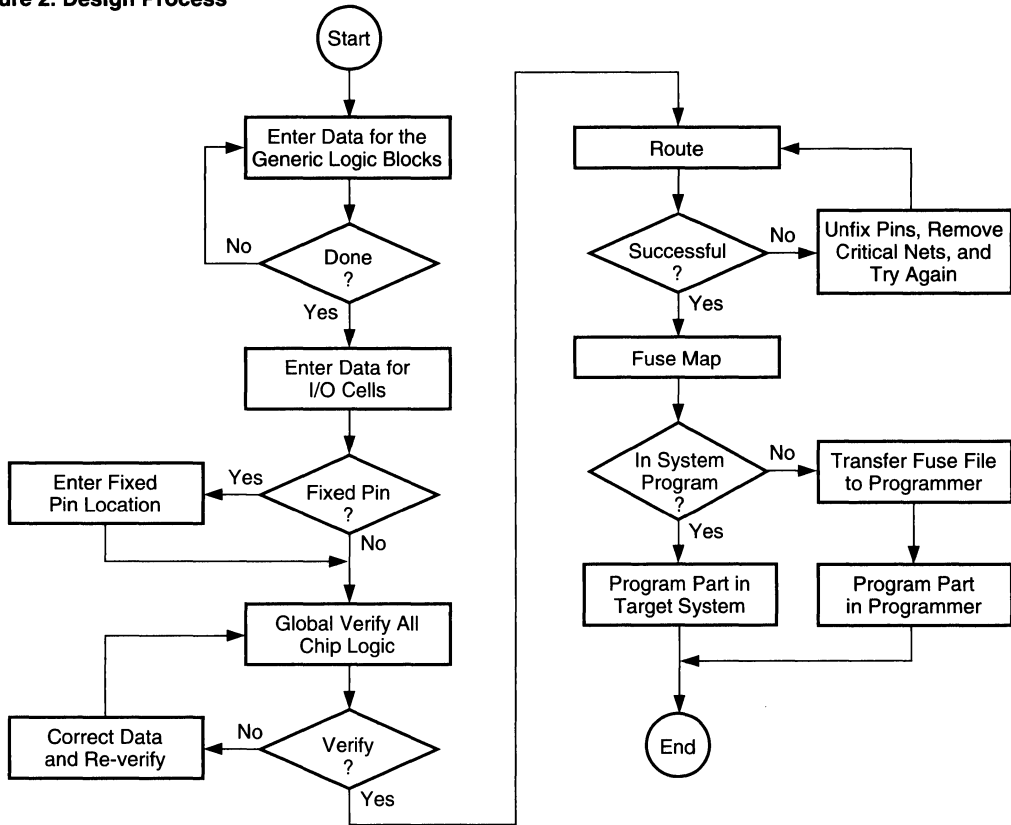 Design Process
Start
Enter Data for the
Generic Logic Blocks
No
Done
?
Yes
Enter Data for
I/O Cells
Enter Fixed
Pin Location
Yes
Fixed Pin
?
No
Global Verify All
Chip Logic
Correct Data
and Re-verify
No
Verify
?
Yes
Route
Successful
?
No
Unfix Pins, Remove
Critical Nets, and
Try Again
Yes
Fuse Map
In System
Program
?
No
Transfer Fuse File
to Programmer
Yes
Program Part in
Target System
Program Part
in Programmer
End